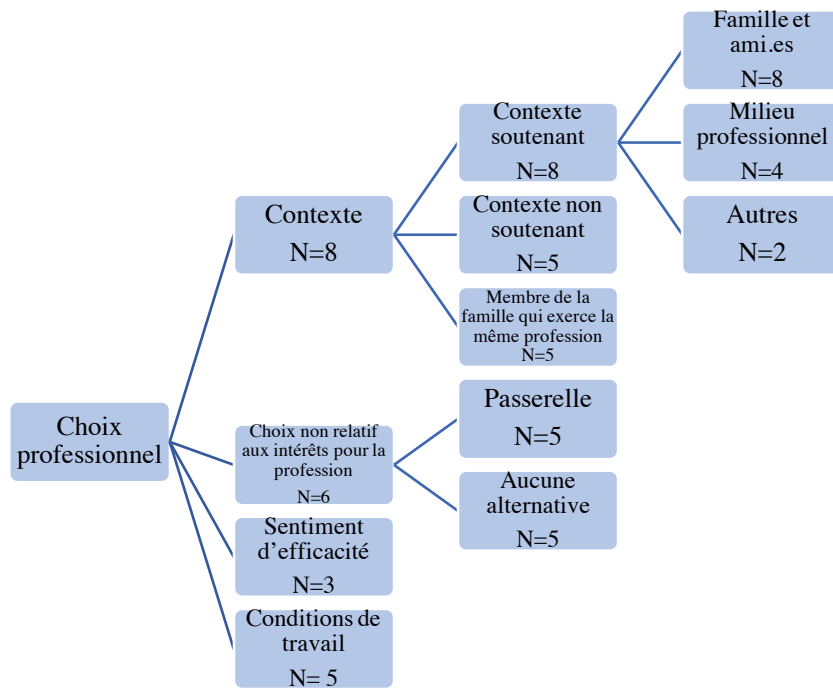 Choix
professionnel
Contexte
N=8
Contexte
soutenant
N=8
Famille et
ami.es
N=8
Milieu
professionnel
N=4
Autres
N=2
Contexte non
soutenant
N=5
Membre de la
famille qui exerce la
même profession
N=5
Choix non relatif
aux intérêts pour la
profession
N=6
Passerelle
N=5
Aucune
alternative
N=5
Sentiment
d’efficacité
N=3
Conditions de
travail
N= 5